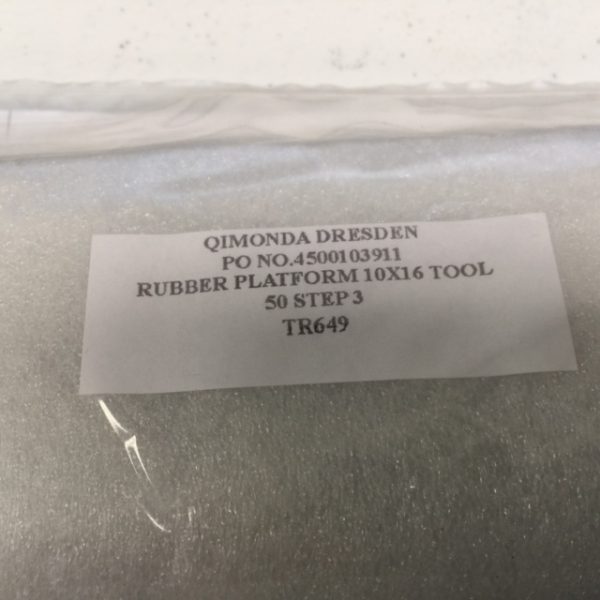 QIMONDA DRESDEN
PO NO.4500103911
RUBBER PLATFORM 10X16 TOOL
50 STEP 3
TR649